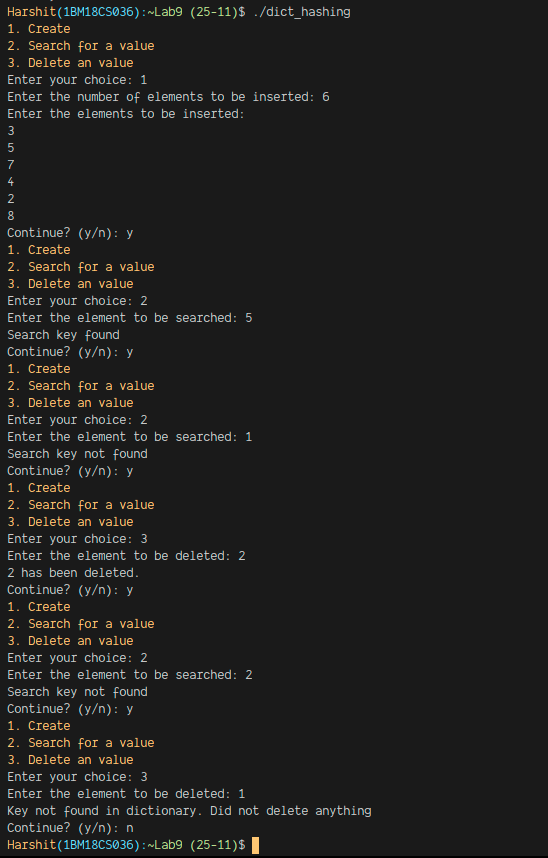 Harshit(1BM18CS036):~Lab9 (25-11)$ ./dict_hashing
1. Create
2. Search for a value
3. Delete an value
Enter your choice: 1
Enter the number of elements to be inserted: 6
Enter the elements to be inserted:
3
5
7
4
2
8
Continue? (y/n): y
1. Create
2. Search for a value
3. Delete an value
Enter your choice: 2
Enter the element to be searched: 5
Search key found
Continue? (y/n): y
1. Create
2. Search for a value
3. Delete an value
Enter your choice: 2
Enter the element to be searched: 1
Search key not found
Continue? (y/n): y
1. Create
2. Search for a value
3. Delete an value
Enter your choice: 3
Enter the element to be deleted: 2
2 has been deleted.
Continue? (y/n): y
1. Create
2. Search for a value
3. Delete an value
Enter your choice: 2
Enter the element to be searched: 2
Search key not found
Continue? (y/n): y
1. Create
2. Search for a value
3. Delete an value
Enter your choice: 3
Enter the element to be deleted: 1
Key not found in dictionary. Did not delete anything
Continue? (y/n): n
Harshit(1BM18CS036):~Lab9 (25-11)$